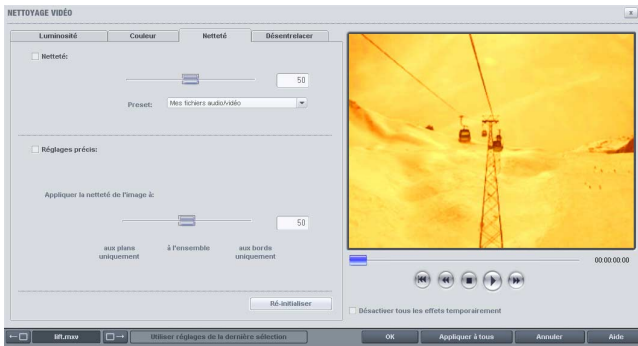 NETTOYAGE VIDÉO
x
Luminosité
Couleur
Netteté
Désentrelacer
Netteté:
50
Preset:
Mes fichiers audio/vidéo
Réglages précis:
Appliquer la netteté de l'image à:
50
aux plans
uniquement
à l'ensemble
aux bords
uniquement
Ré-initialiser
00:00:00:00
Désactiver tous les effets temporairement
lift.mxv
Utiliser réglages de la dernière sélection
OK
Appliquer à tous
Annuler
Aide